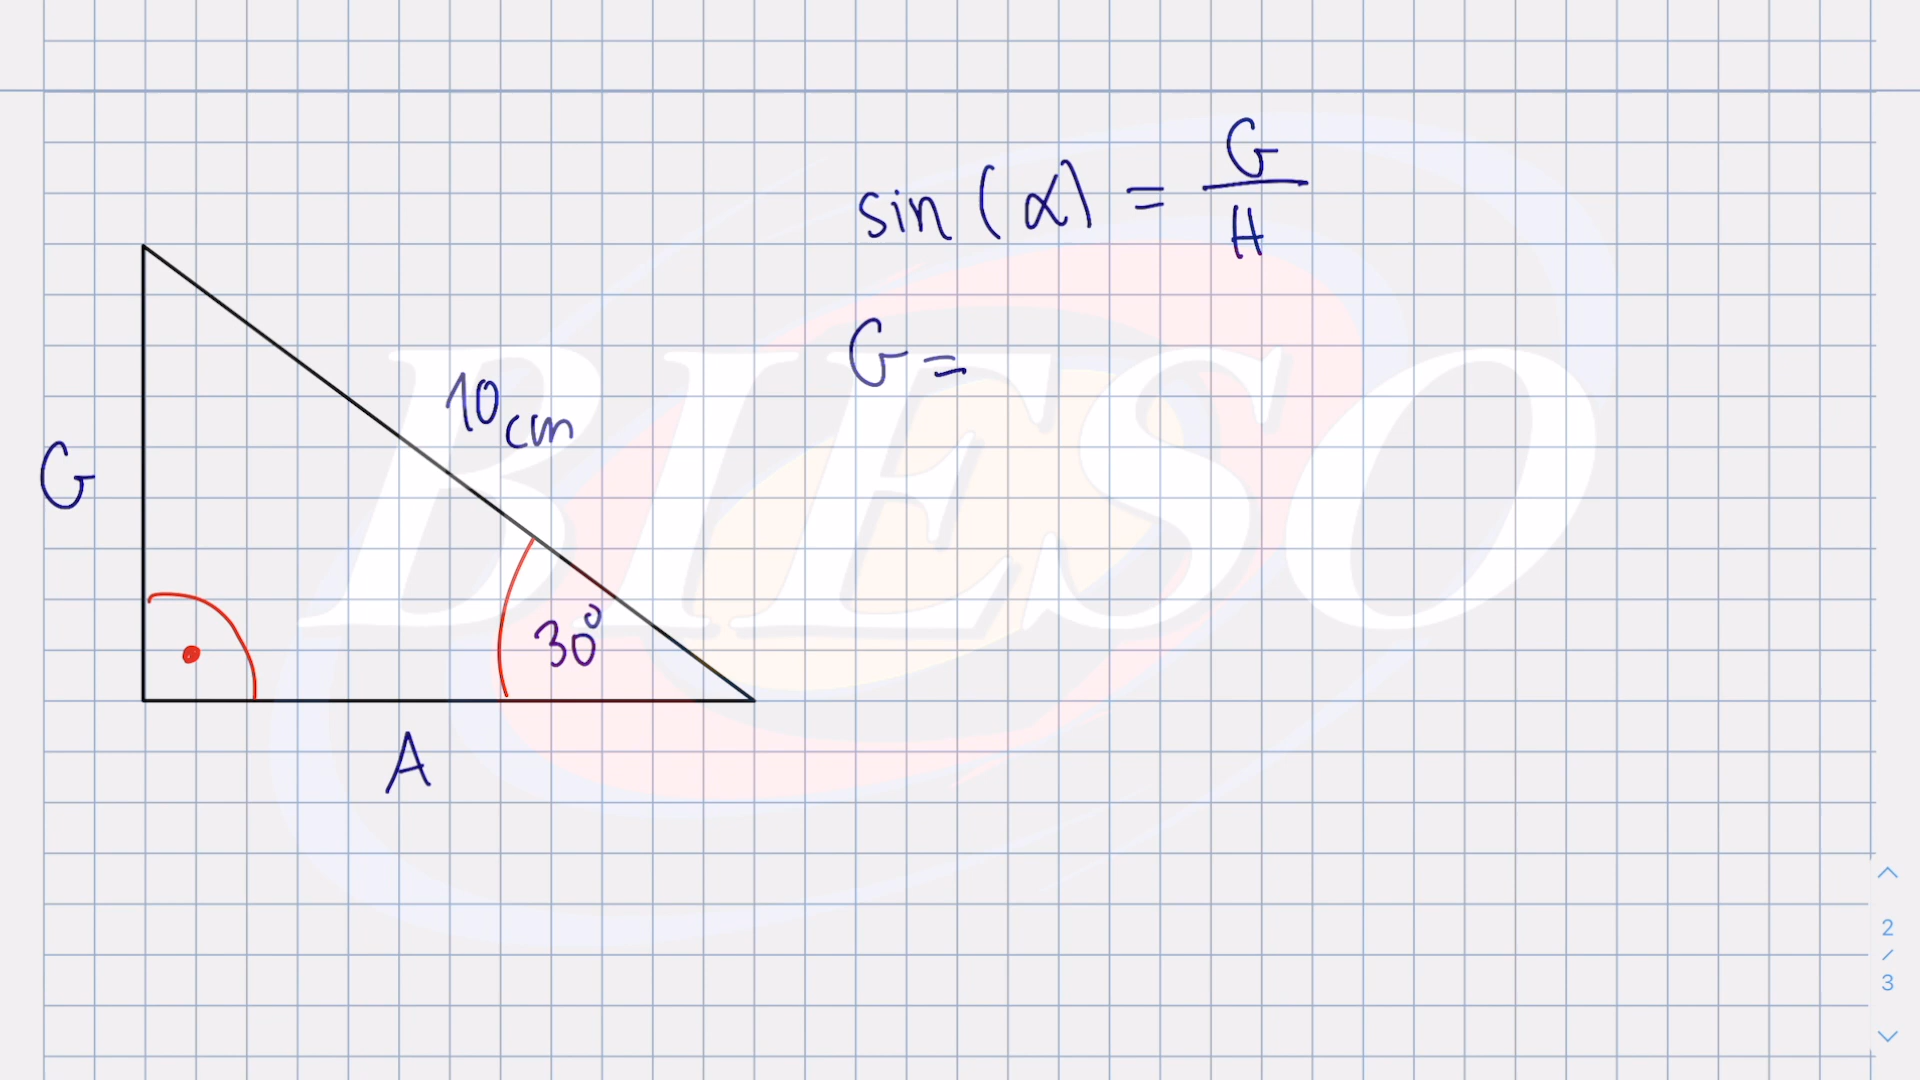 sin (α) = G/H
G =
10 cm
G
30°
A
BIESO
2
/
3